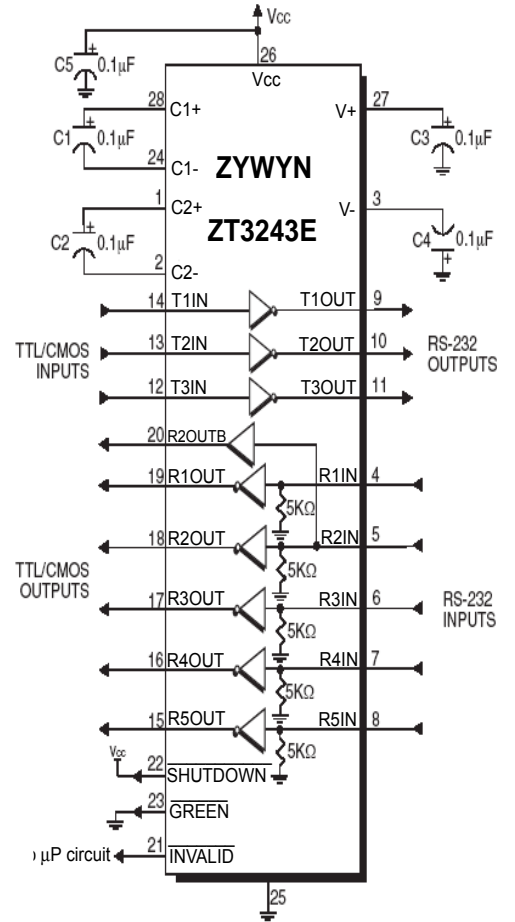 Vcc
26
C5
+
0.1µF
Vcc
28
C1+
V+
27
+
C1
0.1µF
C3
0.1µF
24
C1-
ZYWYN
1
C2+
ZT3243E
V-
3
+
C2
0.1µF
C4
0.1µF
+
2
C2-
14 T1IN T1OUT 9
TTL/CMOS
INPUTS
13 T2IN T2OUT 10
RS-232
OUTPUTS
12 T3IN T3OUT 11
20 R2OUTB
19 R1OUT R1IN 4
5KΩ
18 R2OUT R2IN 5
5KΩ
TTL/CMOS
OUTPUTS
17 R3OUT R3IN 6
RS-232
INPUTS
5KΩ
16 R4OUT R4IN 7
5KΩ
15 R5OUT R5IN 8
5KΩ
Vcc
22
SHUTDOWN
23
GREEN
µP circuit
21
INVALID
25